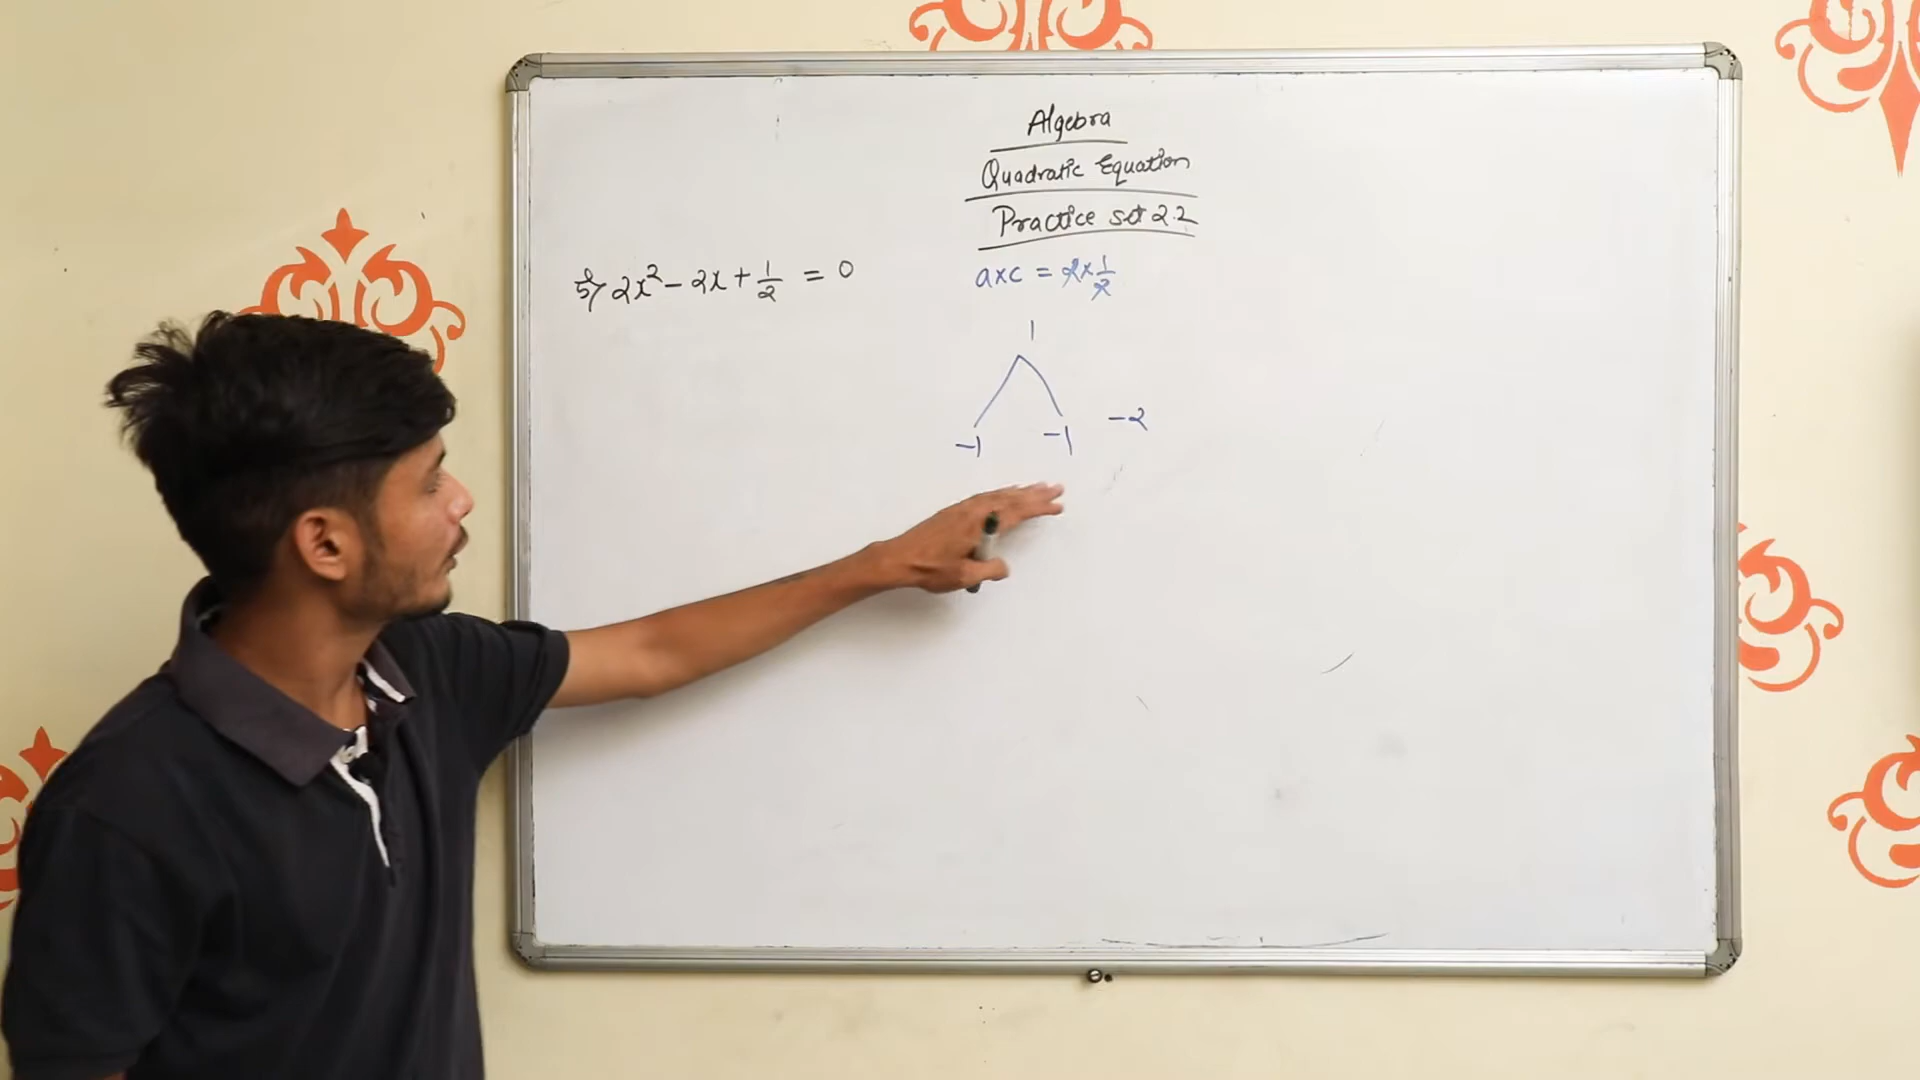 Algebra
Quadratic Equation
Practice set 2.2
5) 2x² - 2x + 1/2 = 0
a×c = 2×1/2
1
-1 -1 -2